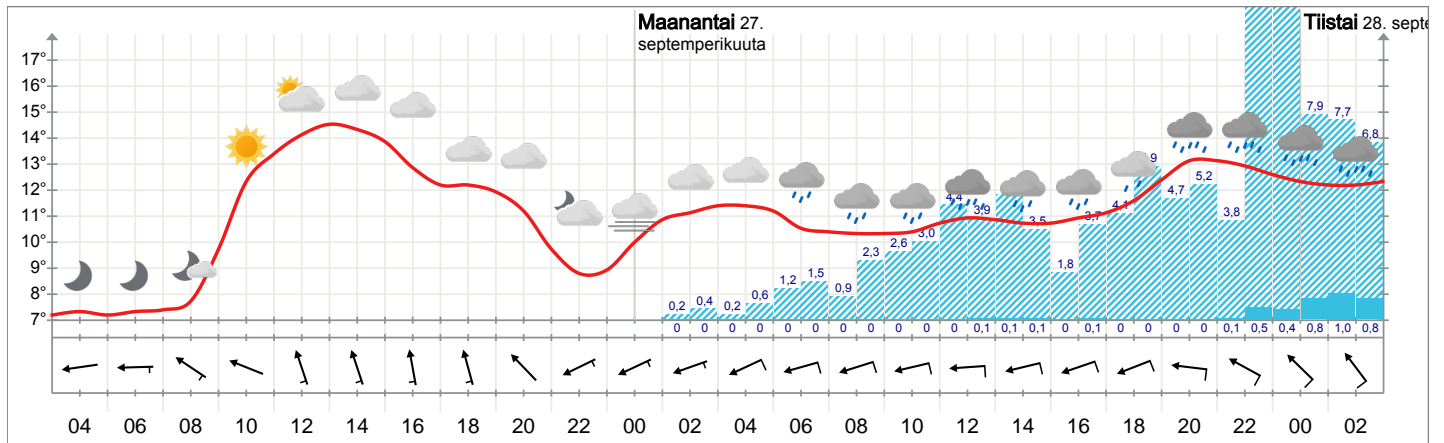 Maanantai 27.
septemperikuuta
Tiistai 28. septe
17°
16°
15°
14°
13°
12°
11°
10°
9°
8°
7°
0,2 0,4 0,2 0,6 1,2 1,5 0,9 2,3 2,6 3,0 4,4 3,9 3,5 1,8 3,7 4,1 4,7 5,2 3,8 7,9 7,7 6,8
0 0 0 0 0 0 0 0 0 0 0 0,1 0,1 0,1 0 0,1 0 0 0 0 0,1 0,5 0,4 0,8 1,0 0,8
04 06 08 10 12 14 16 18 20 22 00 02 04 06 08 10 12 14 16 18 20 22 00 02